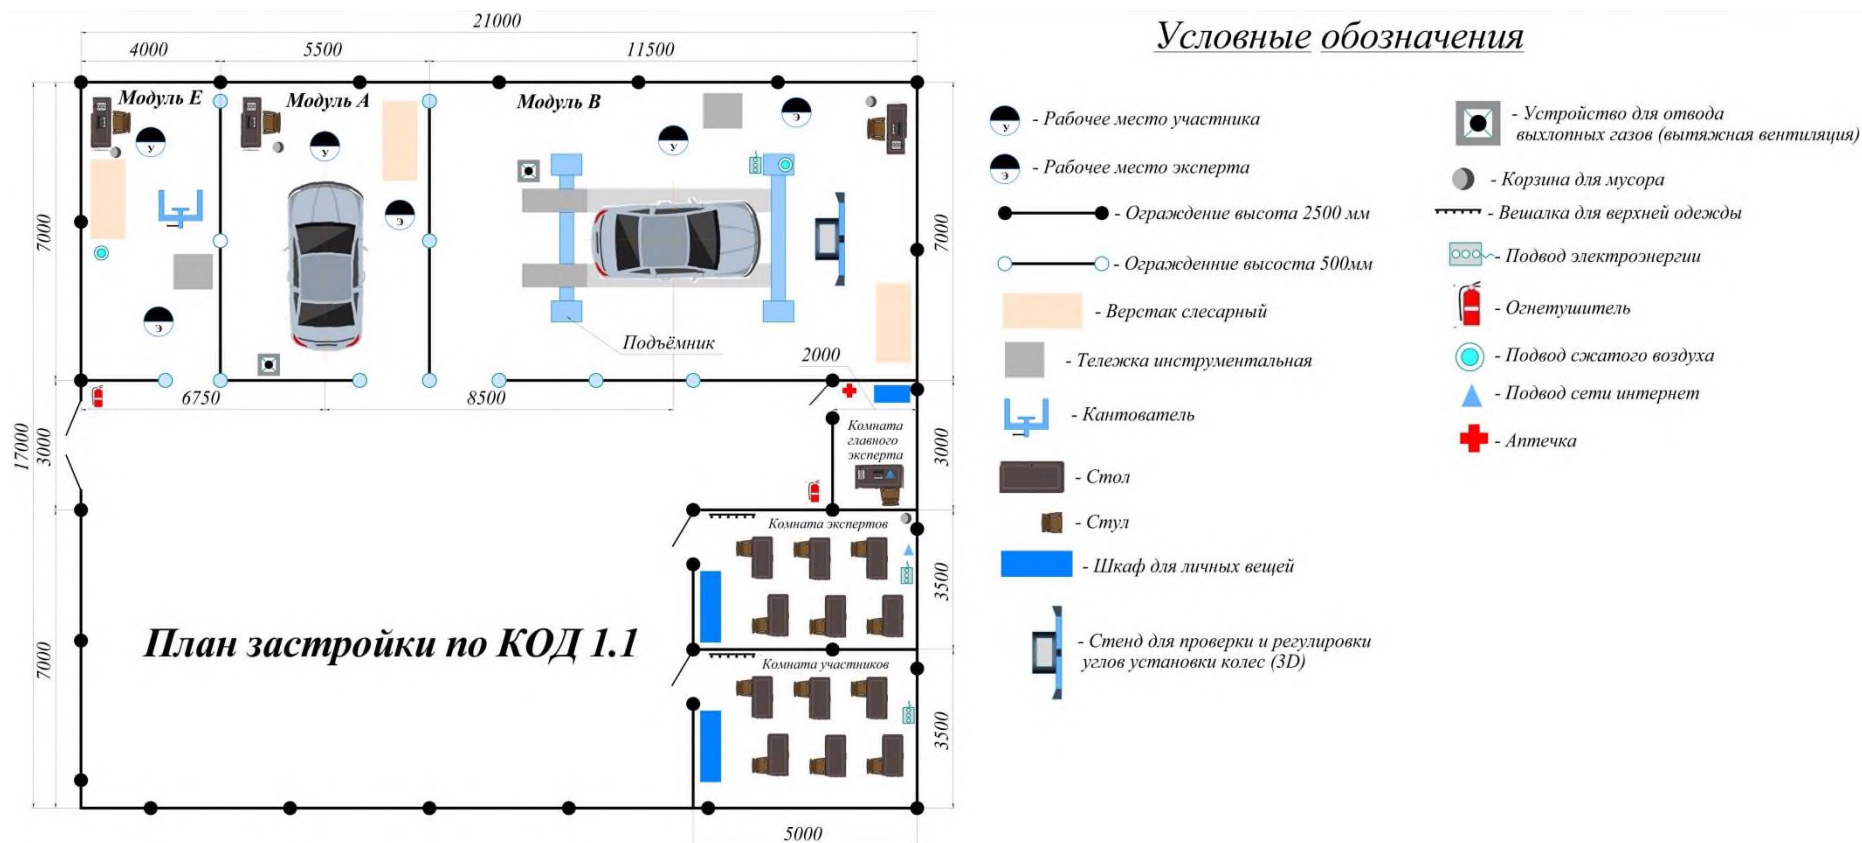 21000
4000
5500
11500
Модуль Е
Модуль А
Модуль В
У
Э
У
Э
У
Э
7000
7000
Подъёмник
2000
6750
8500
17000
3000
3000
Комната
главного
эксперта
Комната экспертов
3500
План застройки по КОД 1.1
7000
Комната участников
3500
5000
Условные обозначения
У
- Рабочее место участника
Э
- Рабочее место эксперта
- Ограждение высота 2500 мм
- Огражденние высоста 500мм
- Верстак слесарный
- Тележка инструментальная
- Кантователь
- Стол
- Стул
- Шкаф для личных вещей
- Стенд для проверки и регулировки
углов установки колес (3D)
- Устройство для отвода
выхлопных газов (вытяжная вентиляция)
- Корзина для мусора
- Вешалка для верхней одежды
- Подвод электроэнергии
- Огнетушитель
- Подвод сжатого воздуха
- Подвод сети интернет
- Аптечка